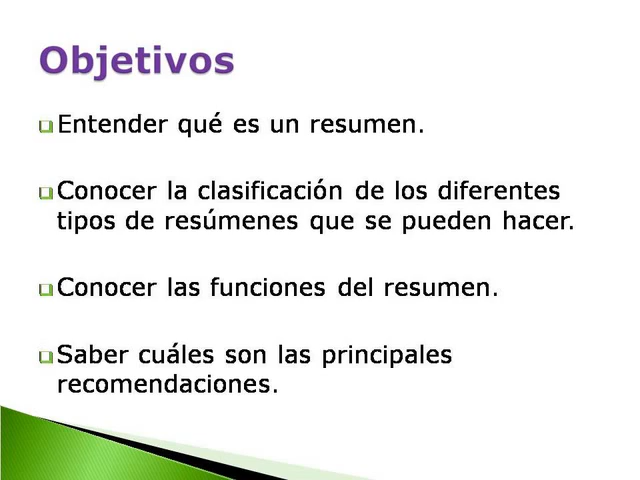 Objetivos
Entender qué es un resumen.
Conocer la clasificación de los diferentes
tipos de resúmenes que se pueden hacer.
Conocer las funciones del resumen.
Saber cuáles son las principales
recomendaciones.